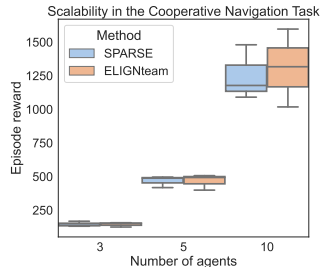 Scalability in the Cooperative Navigation Task
Method
SPARSE
ELIGNteam
Episode reward
1500
1250
1000
750
500
250
3 5 10
Number of agents